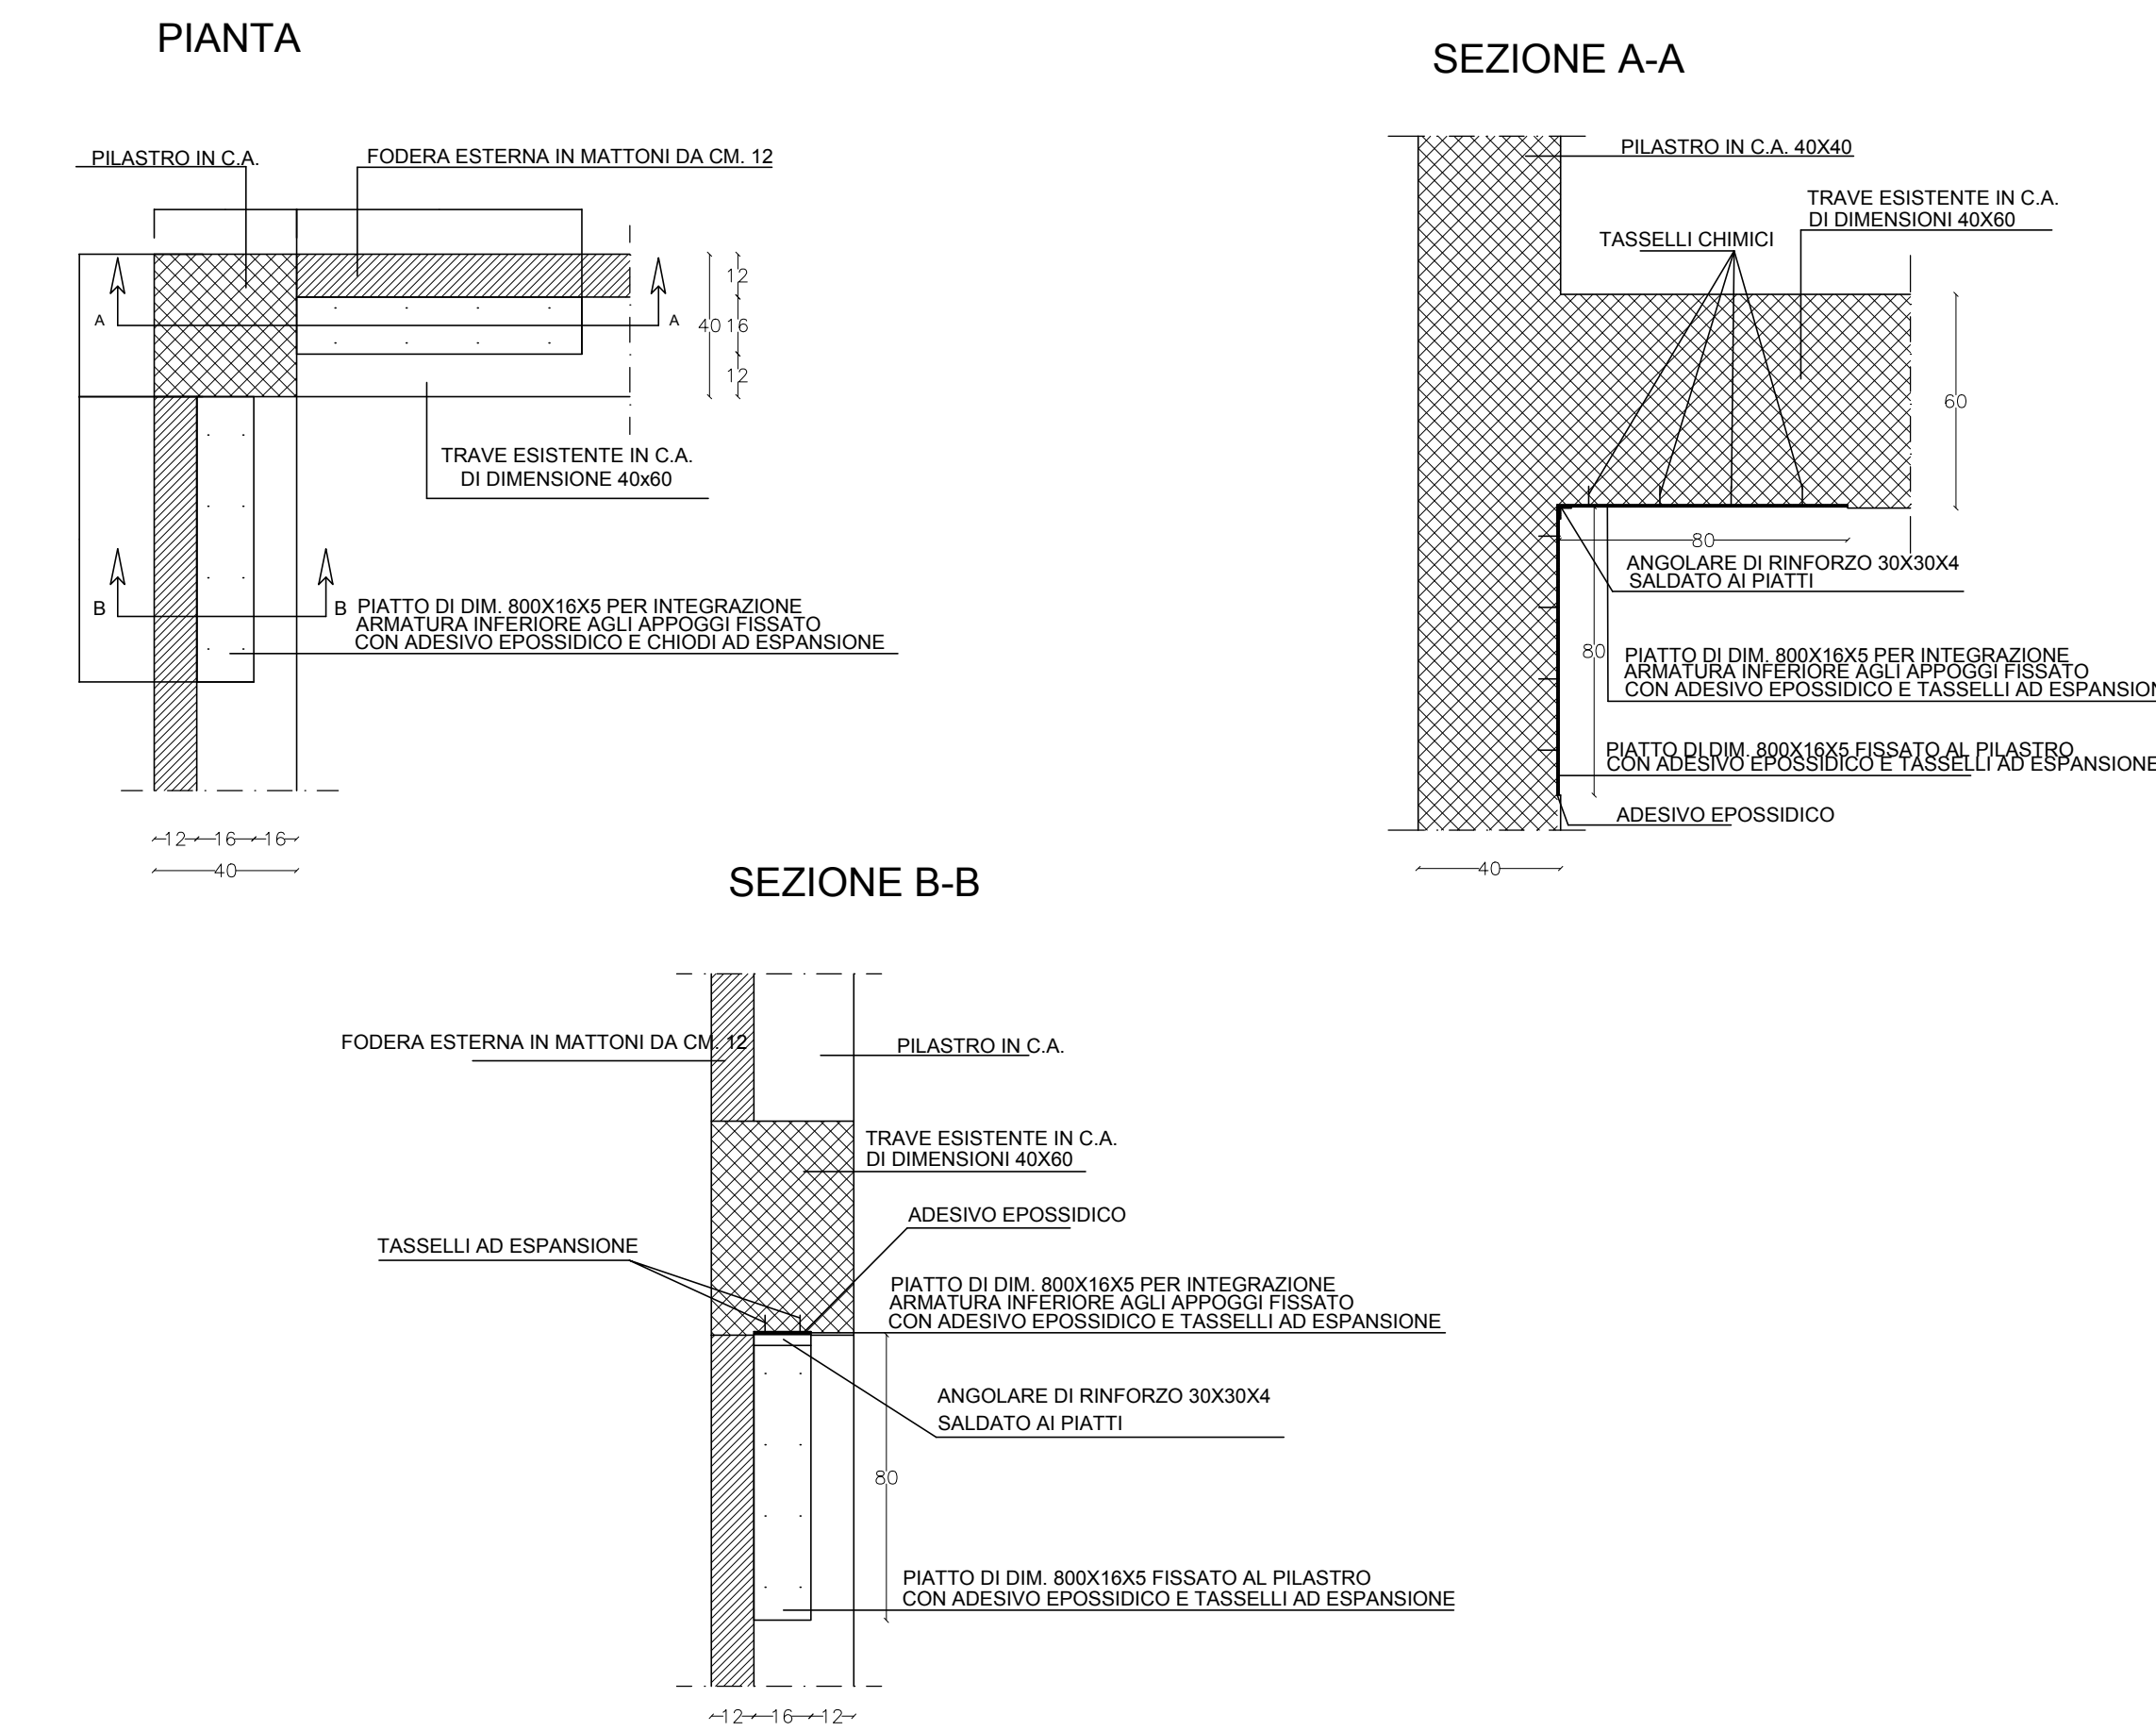 PIANTA
PILASTRO IN C.A.
FODERA ESTERNA IN MATTONI DA CM. 12
A
A
12
40
16
12
TRAVE ESISTENTE IN C.A.
DI DIMENSIONE 40x60
B
B
PIATTO DI DIM. 800X16X5 PER INTEGRAZIONE
ARMATURA INFERIORE AGLI APPOGGI FISSATO
CON ADESIVO EPOSSIDICO E CHIODI AD ESPANSIONE
12
16
16
40
SEZIONE A-A
PILASTRO IN C.A. 40X40
TRAVE ESISTENTE IN C.A.
DI DIMENSIONI 40X60
TASSELLI CHIMICI
60
80
ANGOLARE DI RINFORZO 30X30X4
SALDATO AI PIATTI
80
PIATTO DI DIM. 800X16X5 PER INTEGRAZIONE
ARMATURA INFERIORE AGLI APPOGGI FISSATO
CON ADESIVO EPOSSIDICO E TASSELLI AD ESPANSION
PIATTO DI DIM. 800X16X5 FISSATO AL PILASTRO
CON ADESIVO EPOSSIDICO E TASSELLI AD ESPANSIONE
ADESIVO EPOSSIDICO
40
SEZIONE B-B
FODERA ESTERNA IN MATTONI DA CM. 12
PILASTRO IN C.A.
TRAVE ESISTENTE IN C.A.
DI DIMENSIONI 40X60
ADESIVO EPOSSIDICO
TASSELLI AD ESPANSIONE
PIATTO DI DIM. 800X16X5 PER INTEGRAZIONE
ARMATURA INFERIORE AGLI APPOGGI FISSATO
CON ADESIVO EPOSSIDICO E TASSELLI AD ESPANSIONE
ANGOLARE DI RINFORZO 30X30X4
SALDATO AI PIATTI
80
PIATTO DI DIM. 800X16X5 FISSATO AL PILASTRO
CON ADESIVO EPOSSIDICO E TASSELLI AD ESPANSIONE
12
16
12